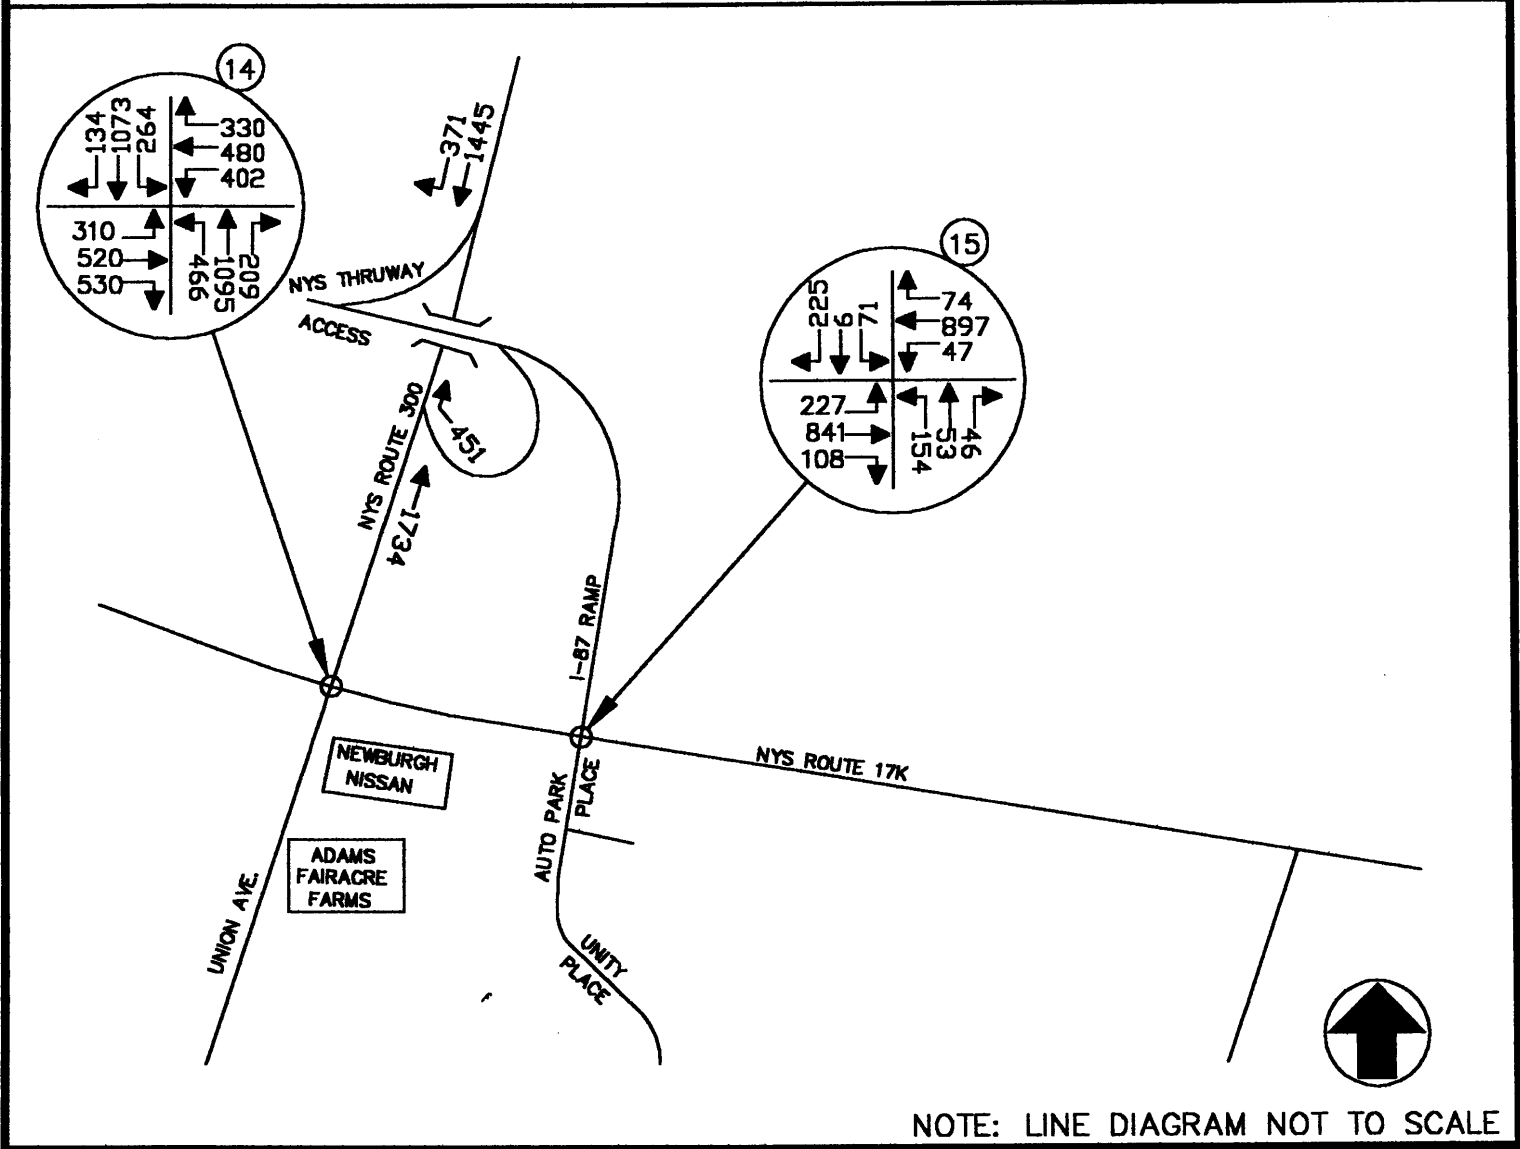 14
134
1073
264
330
480
402
310
520
530
466
1095
209
371
1445
NYS THRUWAY
ACCESS
15
225
6
71
74
897
47
227
841
108
154
53
46
NYS ROUTE 300
451
1734
I-87 RAMP
NEWBURGH
NISSAN
NYS ROUTE 17K
AUTO PARK
PLACE
ADAMS
FAIRACRE
FARMS
UNION AVE.
UNITY
PLACE
NOTE: LINE DIAGRAM NOT TO SCALE